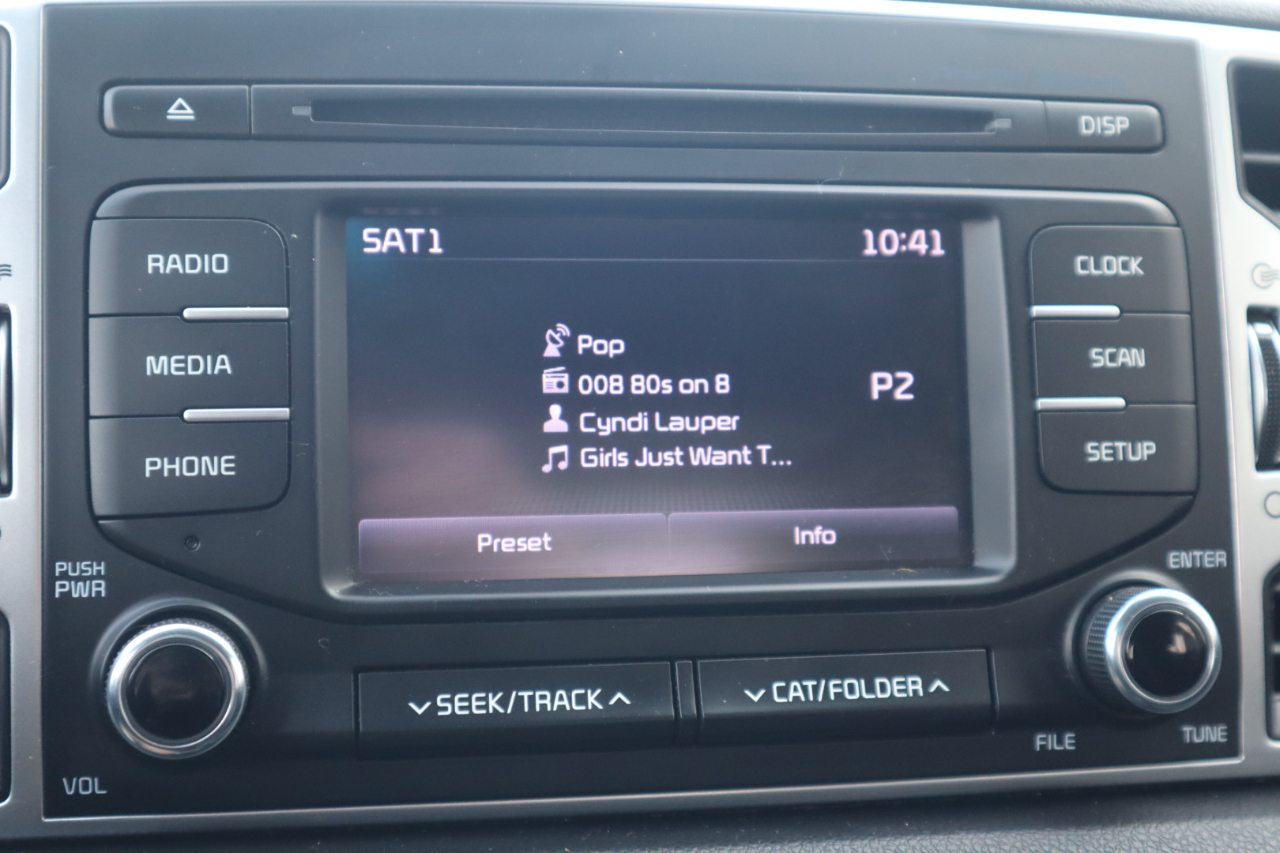 DISP
RADIO
MEDIA
PHONE
SAT1
10:41
Pop
008 80s on 8
P2
Cyndi Lauper
Girls Just Want T...
Preset
Info
CLOCK
SCAN
SETUP
PUSH
PWR
VOL
SEEK/TRACK
CAT/FOLDER
ENTER
FILE
TUNE